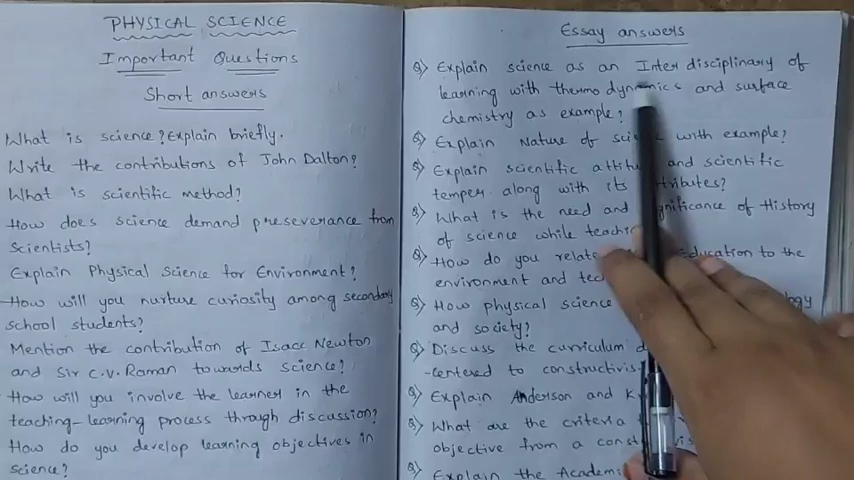 PHYSICAL SCIENCE
Important Questions
Short answers
What is science? Explain briefly.
Write the contributions of John Dalton?
What is scientific method?
How does science demand preseverance from
scientists?
Explain Physical Science for Environment?
How will you nurture curiosity among secondary
school students?
Mention the contribution of Isacc Newton
and Sir C.V. Raman towards science?
How will you involve the learner in the
teaching-learning process through discussion?
How do you develop learning objectives in
science?
Essay answers
Q) Explain science as an Inter disciplinary of
learning with thermo dynamics and surface
chemistry as example?
Q) Explain Nature of with example?
Q) Explain scientific and scientific
temper along with its
Q) What is the need and of History
of science while
Q) How do you relate Education to the
environment and
Q) How physical science
and society?
Q) Discuss the curriculum
-centered to
Q) Explain Anderson and
Q) What are the criteria
objective from a
Q) Explain the